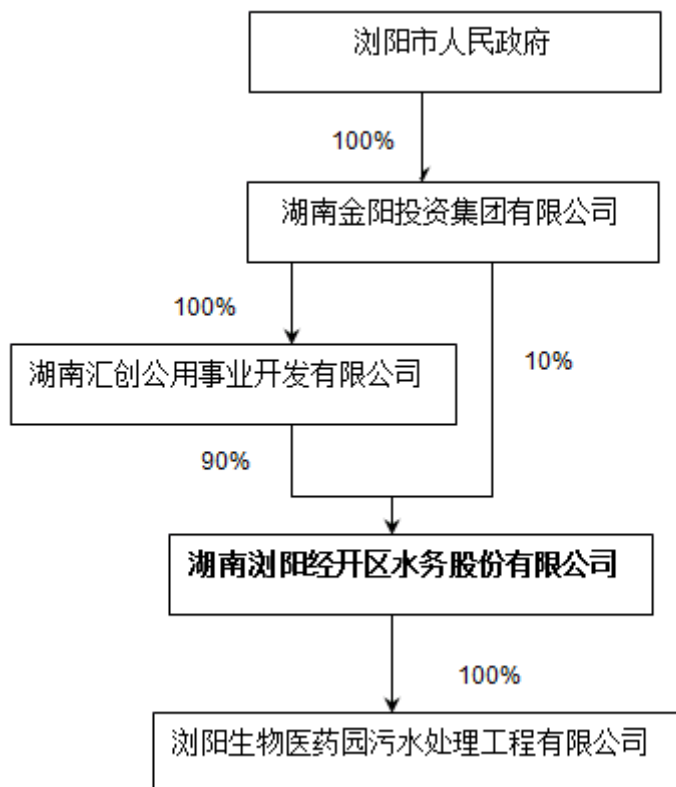 浏阳市人民政府
100%
湖南金阳投资集团有限公司
100%
10%
湖南汇创公用事业开发有限公司
90%
湖南浏阳经开区水务股份有限公司
100%
浏阳生物医药园污水处理工程有限公司